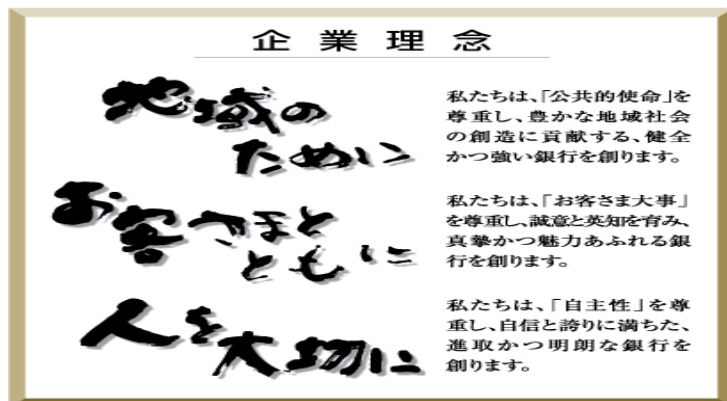 企業理念
地域の
ために
私たちは、「公共的使命」を
尊重し、豊かな地域社会
の創造に貢献する、健全
かつ強い銀行を創ります。
お客さまと
ともに
私たちは、「お客さま大事」
を尊重し、誠意と英知を育み、
真摯かつ魅力あふれる銀
行を創ります。
人を
大切に
私たちは、「自主性」を尊
重し、自信と誇りに満ちた、
進取かつ明朗な銀行を
創ります。